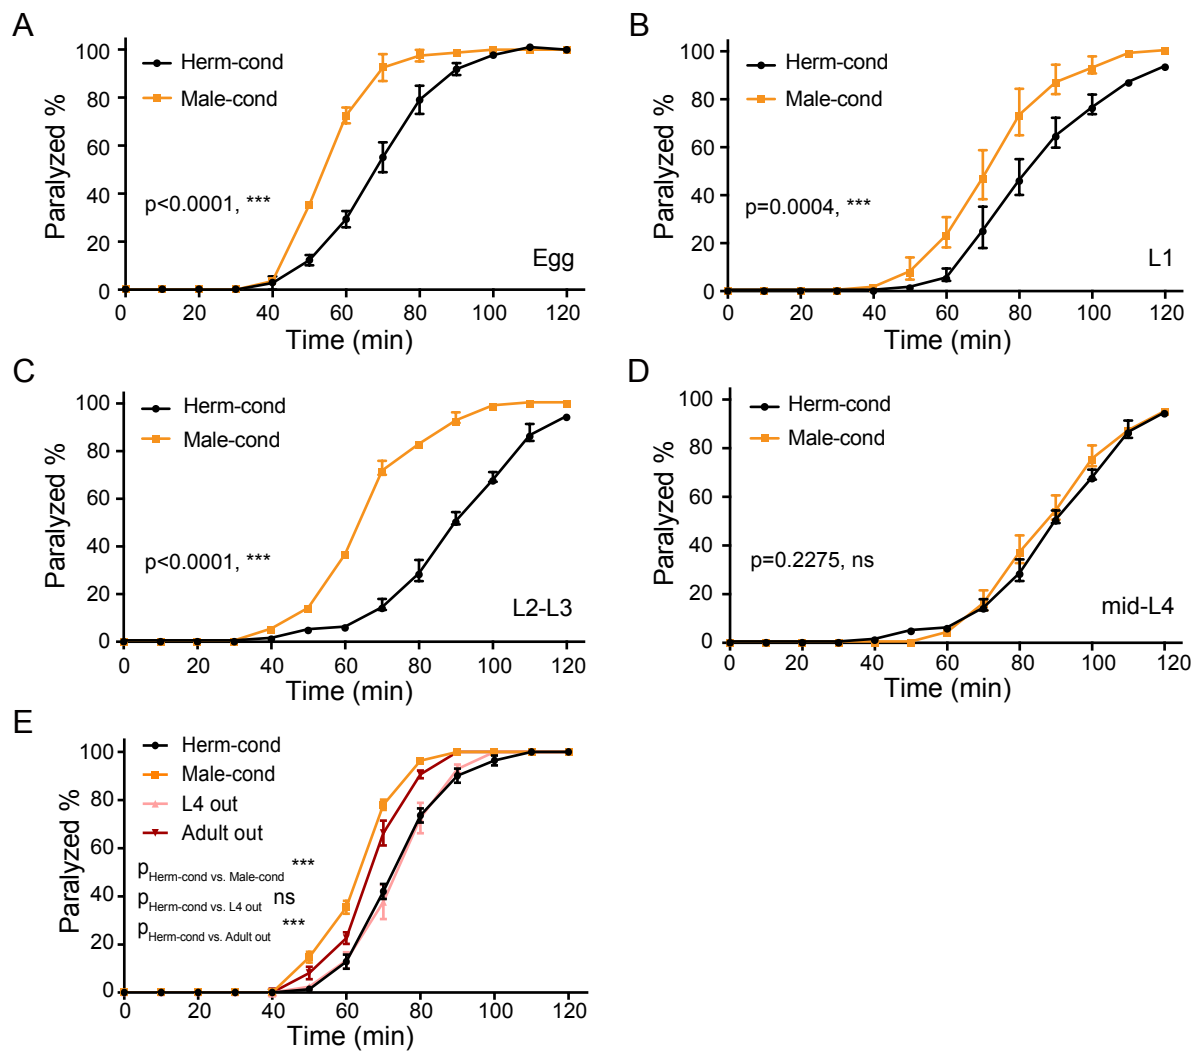 A
Paralyzed %
100
80
60
40
20
0
Herm-cond
Male-cond
p<0.0001, ***
Egg
0 20 40 60 80 100 120
Time (min)
B
Paralyzed %
100
80
60
40
20
0
Herm-cond
Male-cond
p=0.0004, ***
L1
0 20 40 60 80 100 120
Time (min)
C
Paralyzed %
100
80
60
40
20
0
Herm-cond
Male-cond
p<0.0001, ***
L2-L3
0 20 40 60 80 100 120
Time (min)
D
Paralyzed %
100
80
60
40
20
0
Herm-cond
Male-cond
p=0.2275, ns
mid-L4
0 20 40 60 80 100 120
Time (min)
E
Paralyzed %
100
80
60
40
20
0
Herm-cond
Male-cond
L4 out
Adult out
pHerm-cond vs. Male-cond ***
pHerm-cond vs. L4 out ns
pHerm-cond vs. Adult out ***
0 20 40 60 80 100 120
Time (min)